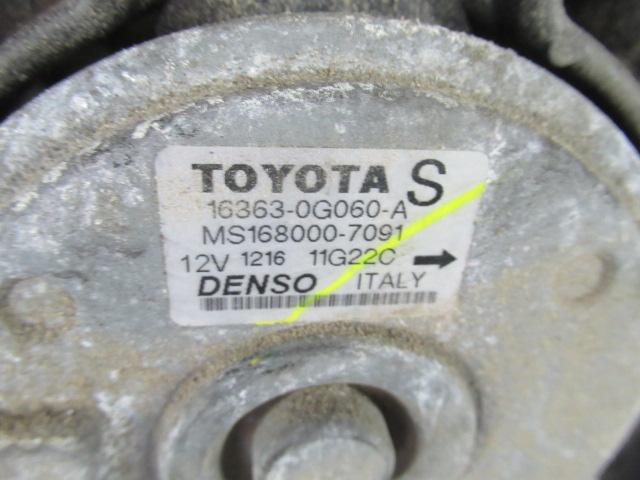 TOYOTA S
16363-0G060-A
MS168000-7091
12V 1216 11G22C
DENSO ITALY